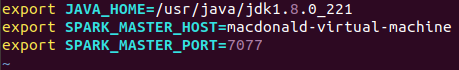 export JAVA_HOME=/usr/java/jdk1.8.0_221
export SPARK_MASTER_HOST=macdonald-virtual-machine
export SPARK_MASTER_PORT=7077
~